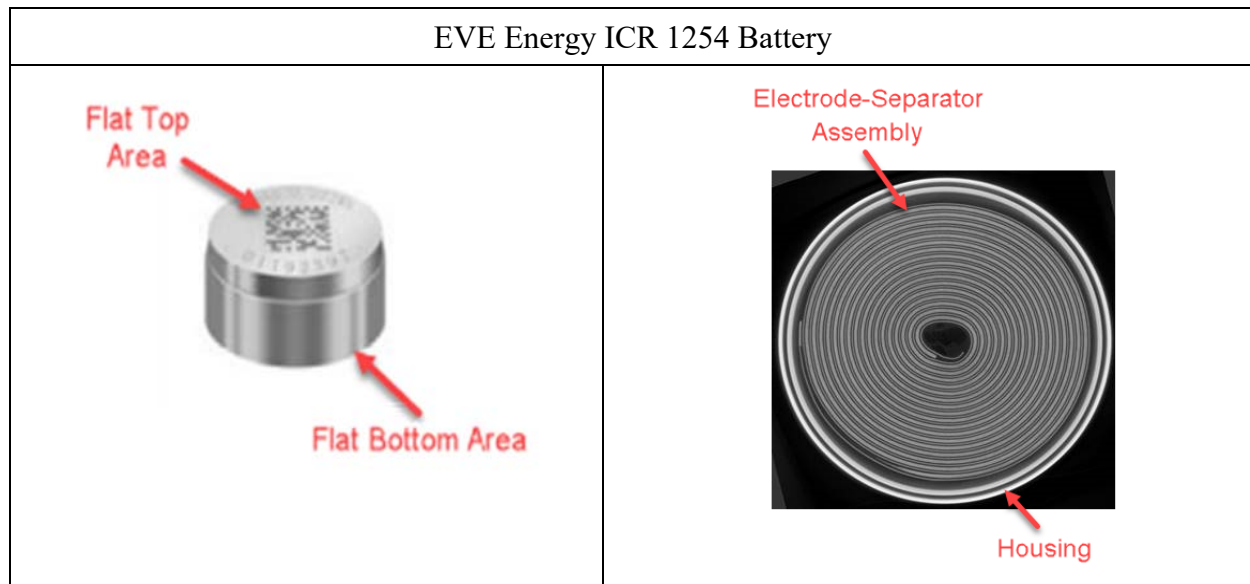 EVE Energy ICR 1254 Battery
Flat Top
Area
Flat Bottom Area
Electrode-Separator
Assembly
Housing